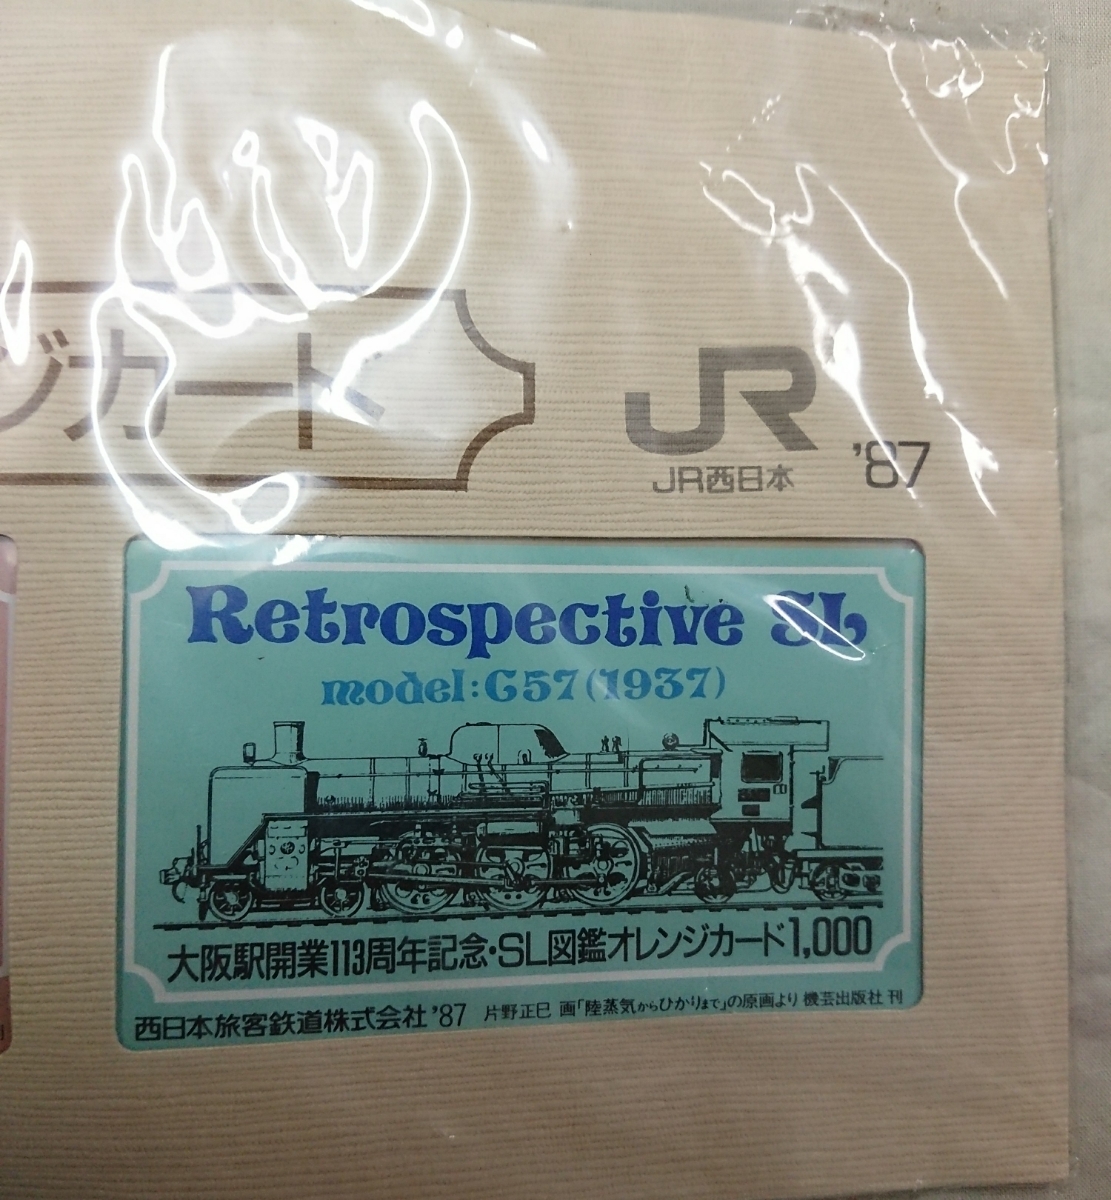 ジカード
JR
JR西日本
'87
Retrospective SL
model:C57(1937)
大阪駅開業113周年記念・SL図鑑オレンジカード1,000
西日本旅客鉄道株式会社'87 片野正巳 画「陸蒸気からひかりまで」の原画より 機芸出版社 刊